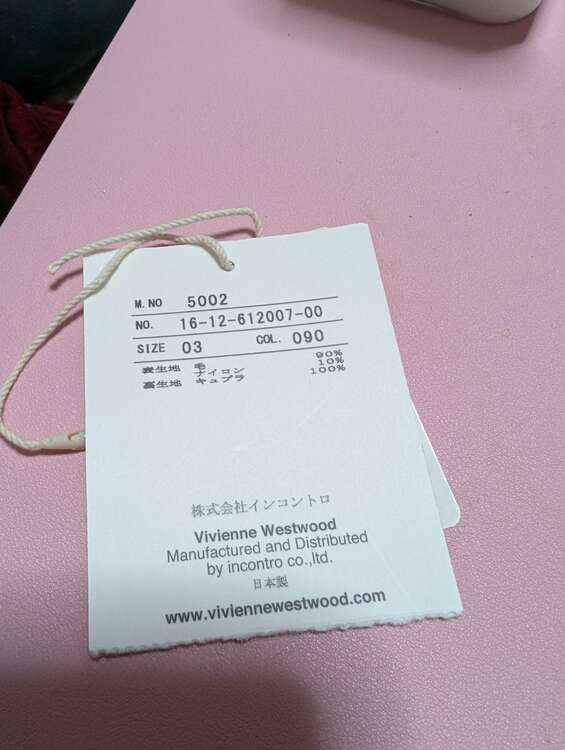 M.NO 5002
NO. 16-12-612007-00
SIZE 03 COL. 090
表生地 毛 90%
ナイロン 10%
裏生地 キュプラ 100%
株式会社インコントロ
Vivienne Westwood
Manufactured and Distributed
by incontro co.,ltd.
日本製
www.viviennewestwood.com